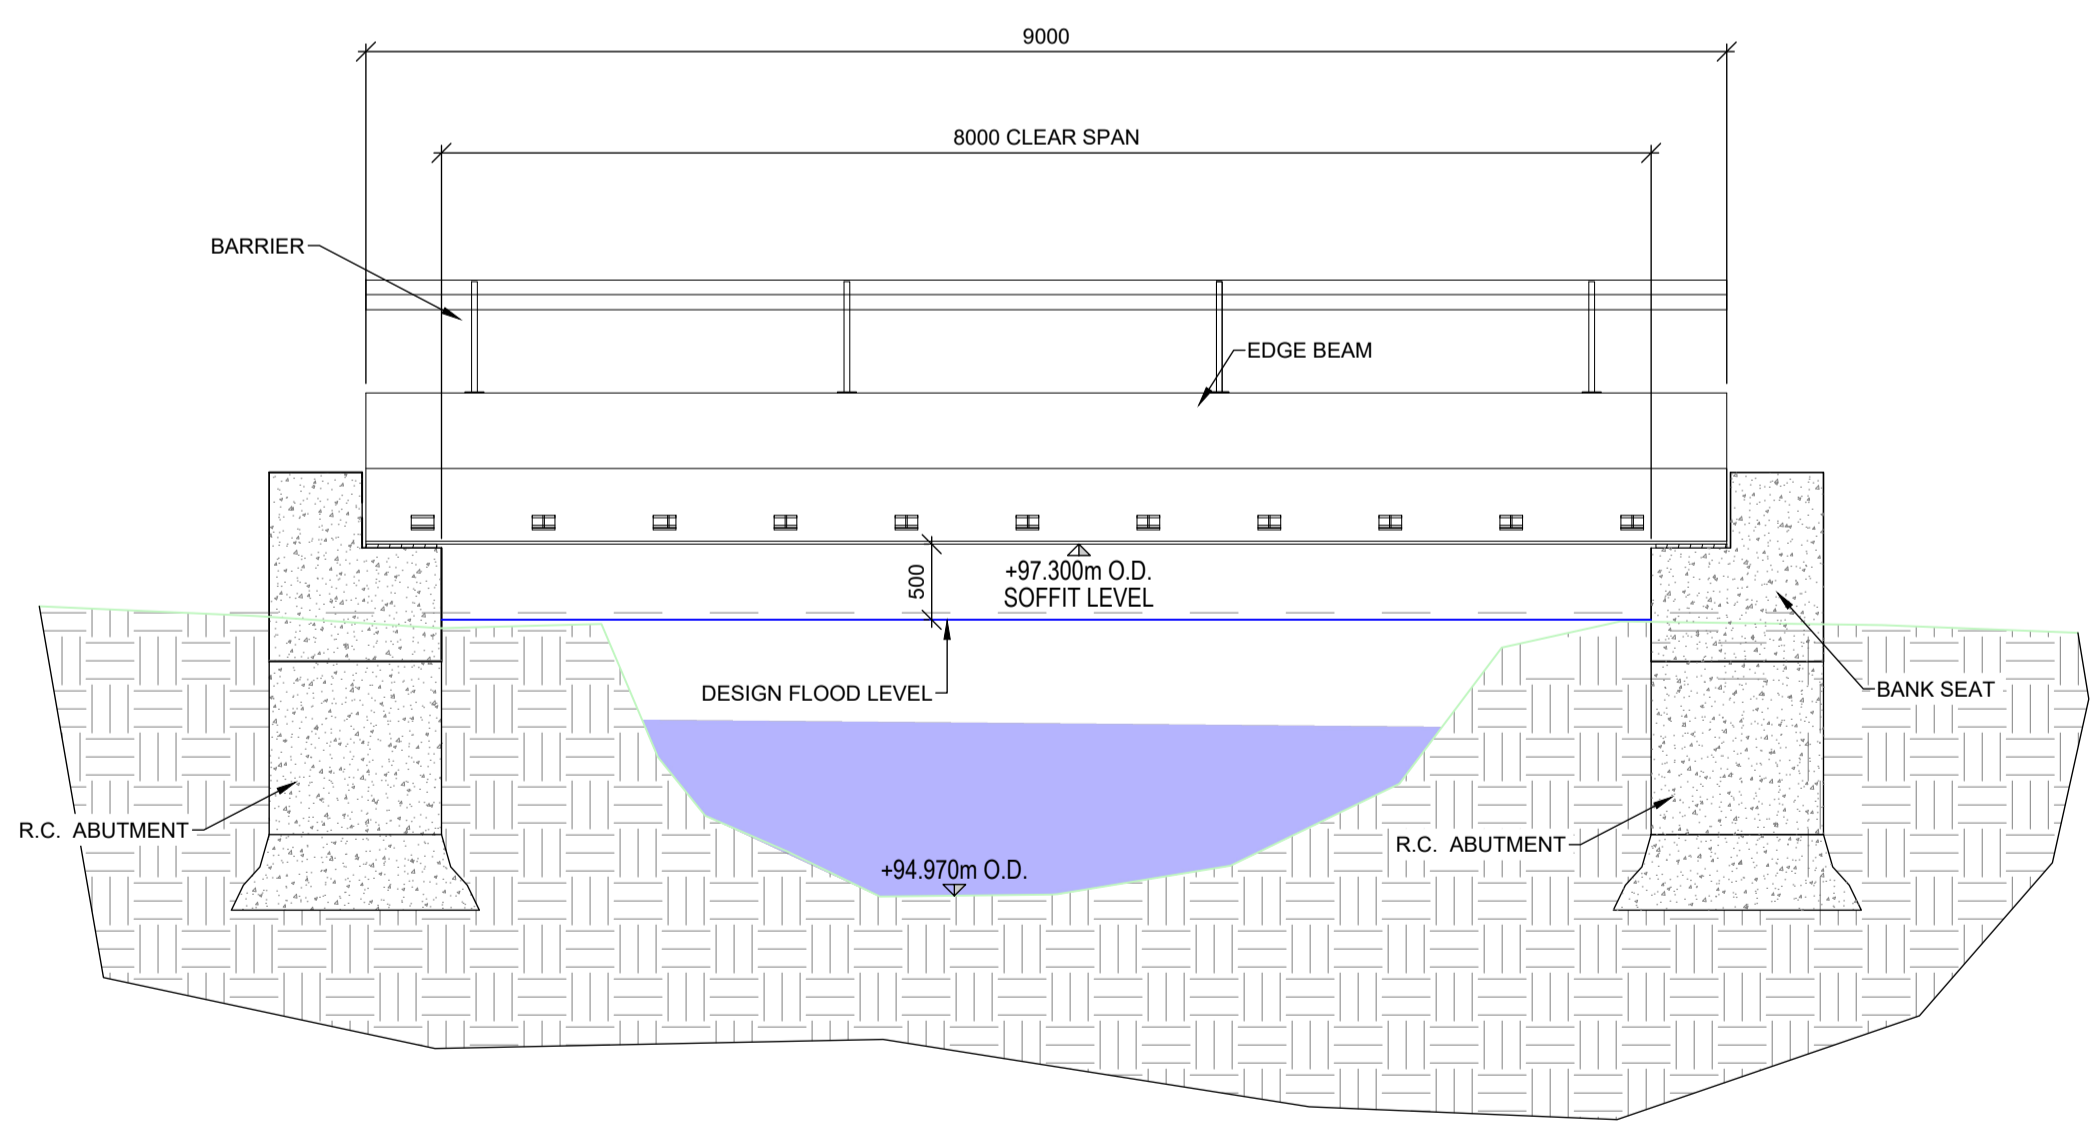 9000
8000 CLEAR SPAN
BARRIER
EDGE BEAM
500
+97.300m O.D.
SOFFIT LEVEL
DESIGN FLOOD LEVEL
BANK SEAT
R.C. ABUTMENT
R.C. ABUTMENT
+94.970m O.D.